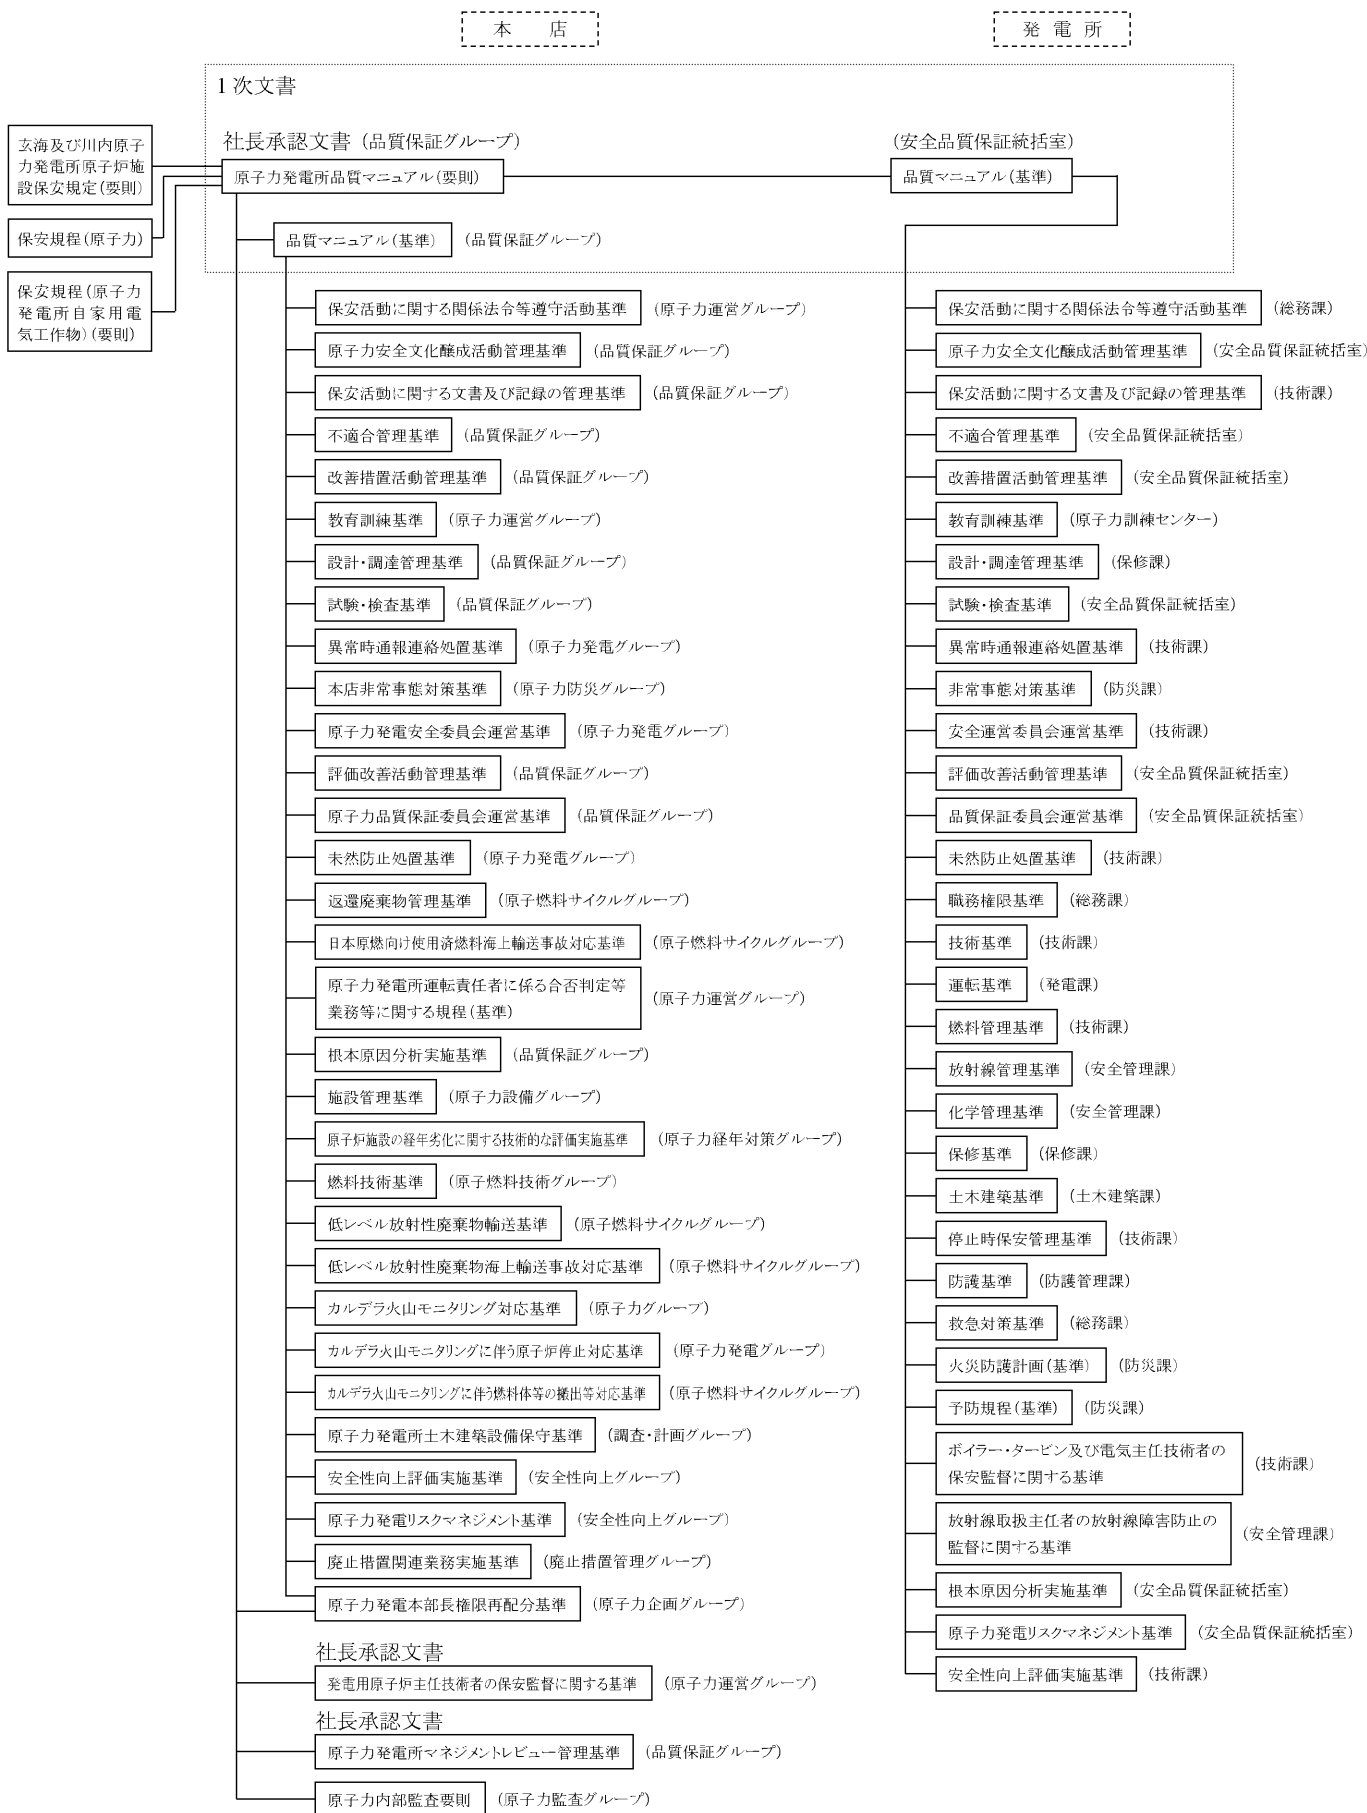 本　店
発 電 所
1 次文書
玄海及び川内原子
力発電所原子炉施
設保安規定(要則)
保安規程(原子力)
保安規程(原子力
発電所自家用電
気工作物)(要則)
社長承認文書 (品質保証グループ)
原子力発電所品質マニュアル(要則)
(安全品質保証統括室)
品質マニュアル(基準)
品質マニュアル(基準) (品質保証グループ)
保安活動に関する関係法令等遵守活動基準 (原子力運営グループ)
原子力安全文化醸成活動管理基準 (品質保証グループ)
保安活動に関する文書及び記録の管理基準 (品質保証グループ)
不適合管理基準 (品質保証グループ)
改善措置活動管理基準 (品質保証グループ)
教育訓練基準 (原子力運営グループ)
設計・調達管理基準 (品質保証グループ)
試験・検査基準 (品質保証グループ)
異常時通報連絡処置基準 (原子力発電グループ)
本店非常事態対策基準 (原子力防災グループ)
原子力発電安全委員会運営基準 (原子力発電グループ)
評価改善活動管理基準 (品質保証グループ)
原子力品質保証委員会運営基準 (品質保証グループ)
未然防止処置基準 (原子力発電グループ)
返還廃棄物管理基準 (原子燃料サイクルグループ)
日本原燃向け使用済燃料海上輸送事故対応基準 (原子燃料サイクルグループ)
原子力発電所運転責任者に係る合否判定等
業務等に関する規程(基準)
(原子力運営グループ)
根本原因分析実施基準 (品質保証グループ)
施設管理基準 (原子力設備グループ)
原子炉施設の経年劣化に関する技術的な評価実施基準 (原子力経年対策グループ)
燃料技術基準 (原子燃料技術グループ)
低レベル放射性廃棄物輸送基準 (原子燃料サイクルグループ)
低レベル放射性廃棄物海上輸送事故対応基準 (原子燃料サイクルグループ)
カルデラ火山モニタリング対応基準 (原子力グループ)
カルデラ火山モニタリングに伴う原子炉停止対応基準 (原子力発電グループ)
カルデラ火山モニタリングに伴う燃料体等の搬出等対応基準 (原子燃料サイクルグループ)
原子力発電所土木建築設備保守基準 (調査・計画グループ)
安全性向上評価実施基準 (安全性向上グループ)
原子力発電リスクマネジメント基準 (安全性向上グループ)
廃止措置関連業務実施基準 (廃止措置管理グループ)
原子力発電本部長権限再配分基準 (原子力企画グループ)
社長承認文書
発電用原子炉主任技術者の保安監督に関する基準 (原子力運営グループ)
社長承認文書
原子力発電所マネジメントレビュー管理基準 (品質保証グループ)
原子力内部監査要則 (原子力監査グループ)
保安活動に関する関係法令等遵守活動基準 (総務課)
原子力安全文化醸成活動管理基準 (安全品質保証統括室)
保安活動に関する文書及び記録の管理基準 (技術課)
不適合管理基準 (安全品質保証統括室)
改善措置活動管理基準 (安全品質保証統括室)
教育訓練基準 (原子力訓練センター)
設計・調達管理基準 (保修課)
試験・検査基準 (安全品質保証統括室)
異常時通報連絡処置基準 (技術課)
非常事態対策基準 (防災課)
安全運営委員会運営基準 (技術課)
評価改善活動管理基準 (安全品質保証統括室)
品質保証委員会運営基準 (安全品質保証統括室)
未然防止処置基準 (技術課)
職務権限基準 (総務課)
技術基準 (技術課)
運転基準 (発電課)
燃料管理基準 (技術課)
放射線管理基準 (安全管理課)
化学管理基準 (安全管理課)
保修基準 (保修課)
土木建築基準 (土木建築課)
停止時保安管理基準 (技術課)
防護基準 (防護管理課)
救急対策基準 (総務課)
火災防護計画(基準) (防災課)
予防規程(基準) (防災課)
ボイラー・タービン及び電気主任技術者の
保安監督に関する基準
(技術課)
放射線取扱主任者の放射線障害防止の
監督に関する基準
(安全管理課)
根本原因分析実施基準 (安全品質保証統括室)
原子力発電リスクマネジメント基準 (安全品質保証統括室)
安全性向上評価実施基準 (技術課)